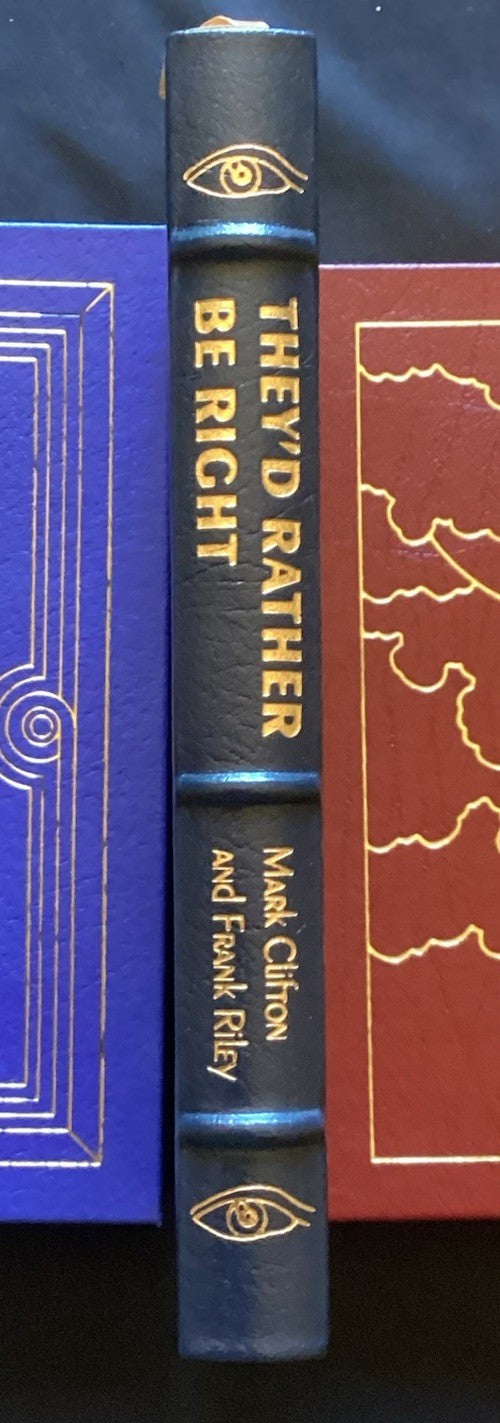 THEY'D RATHER
BE RIGHT
MARK CLIFTON
AND FRANK RILEY